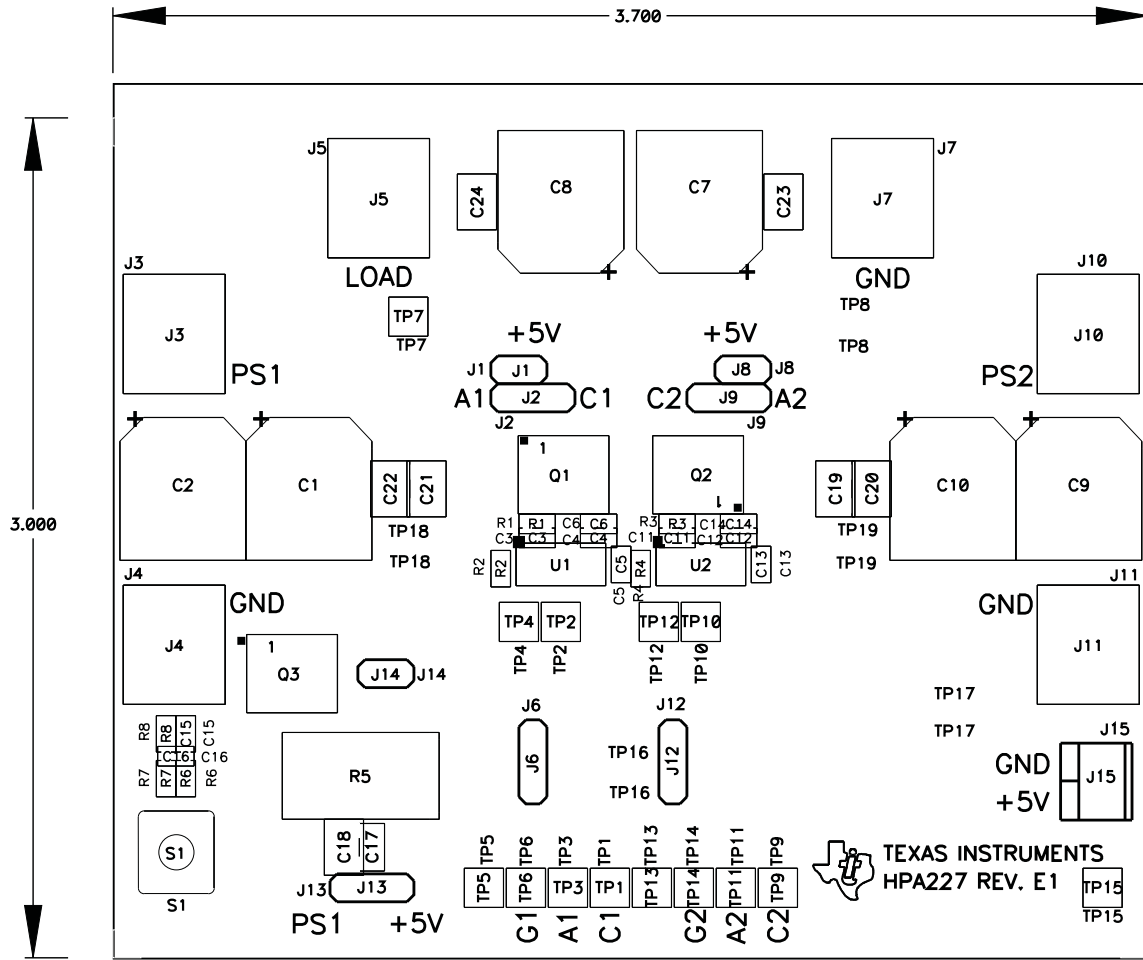 3.700
J5
J5
LOAD
C24
C8
C7
C23
J7
J7
GND
J3
J3
PS1
TP7
TP7
+5V
+5V
TP8
TP8
J10
J10
PS2
J1
J1
J8
J8
A1
J2
C1
C2
J9
A2
J2
J9
3.000
C2
C1
C22
C21
TP18
TP18
1
Q1
Q2
1
C19
C20
TP19
TP19
C10
C9
R1
R1
C6
C6
R3
R3
C14
C14
C3
C3
C4
C4
C11
C11
C12
C12
R2
R2
U1
C5
C5
R4
R4
U2
C13
C13
J4
GND
J4
TP4
TP2
TP12
TP10
TP4
TP2
TP12
TP10
J11
GND
J11
1
Q3
J14
J14
TP17
TP17
R8
R8
C15
C15
C16
C16
R7
R7
R6
R6
R5
J6
J6
J12
J12
TP16
TP16
J15
GND
J15
+5V
S1
S1
C18
C17
J13
J13
PS1
+5V
TP5
TP6
TP3
TP1
TP13
TP14
TP11
TP9
TP5
TP6
TP3
TP1
TP13
TP14
TP11
TP9
G1
A1
C1
G2
A2
C2
TEXAS INSTRUMENTS
HPA227 REV. E1
TP15
TP15